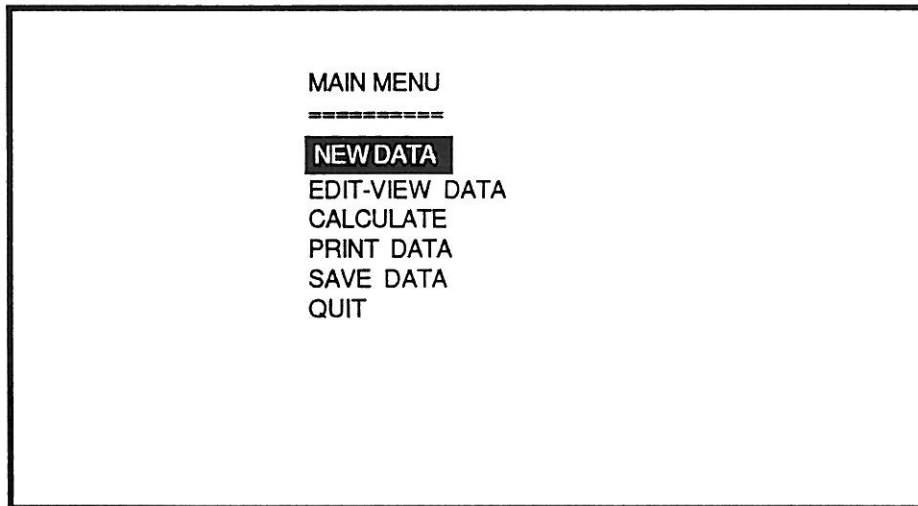 MAIN MENU
==========
NEW DATA
EDIT-VIEW DATA
CALCULATE
PRINT DATA
SAVE DATA
QUIT